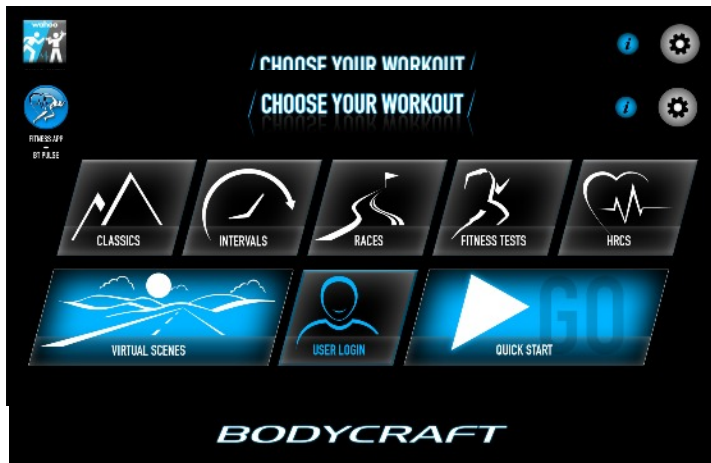 wahoo
CHOOSE YOUR WORKOUT
i
CHOOSE YOUR WORKOUT
i
FITNESS APP
–
BT PULSE
CLASSICS
INTERVALS
RACES
FITNESS TESTS
HRCS
VIRTUAL SCENES
USER LOGIN
GO
QUICK START
BODYCRAFT